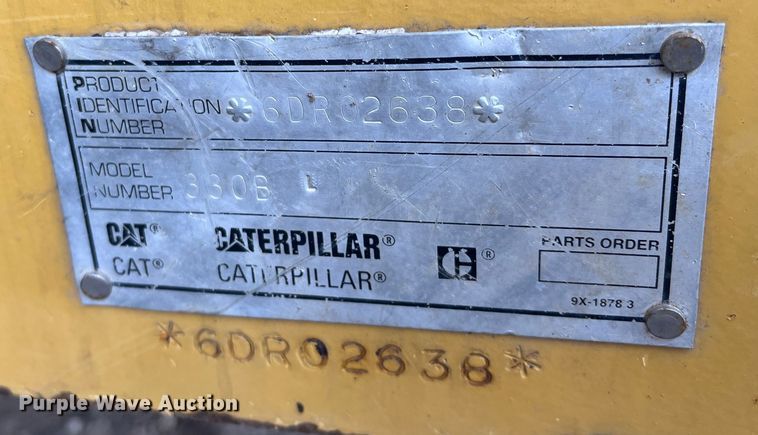 PRODUCT
IDENTIFICATION *6DR02638*
NUMBER
MODEL
NUMBER 330B L
CAT® CATERPILLAR® ®
CAT® CATERPILLAR®
PARTS ORDER
9X-1878 3
*6DR02638*
Purple Wave Auction